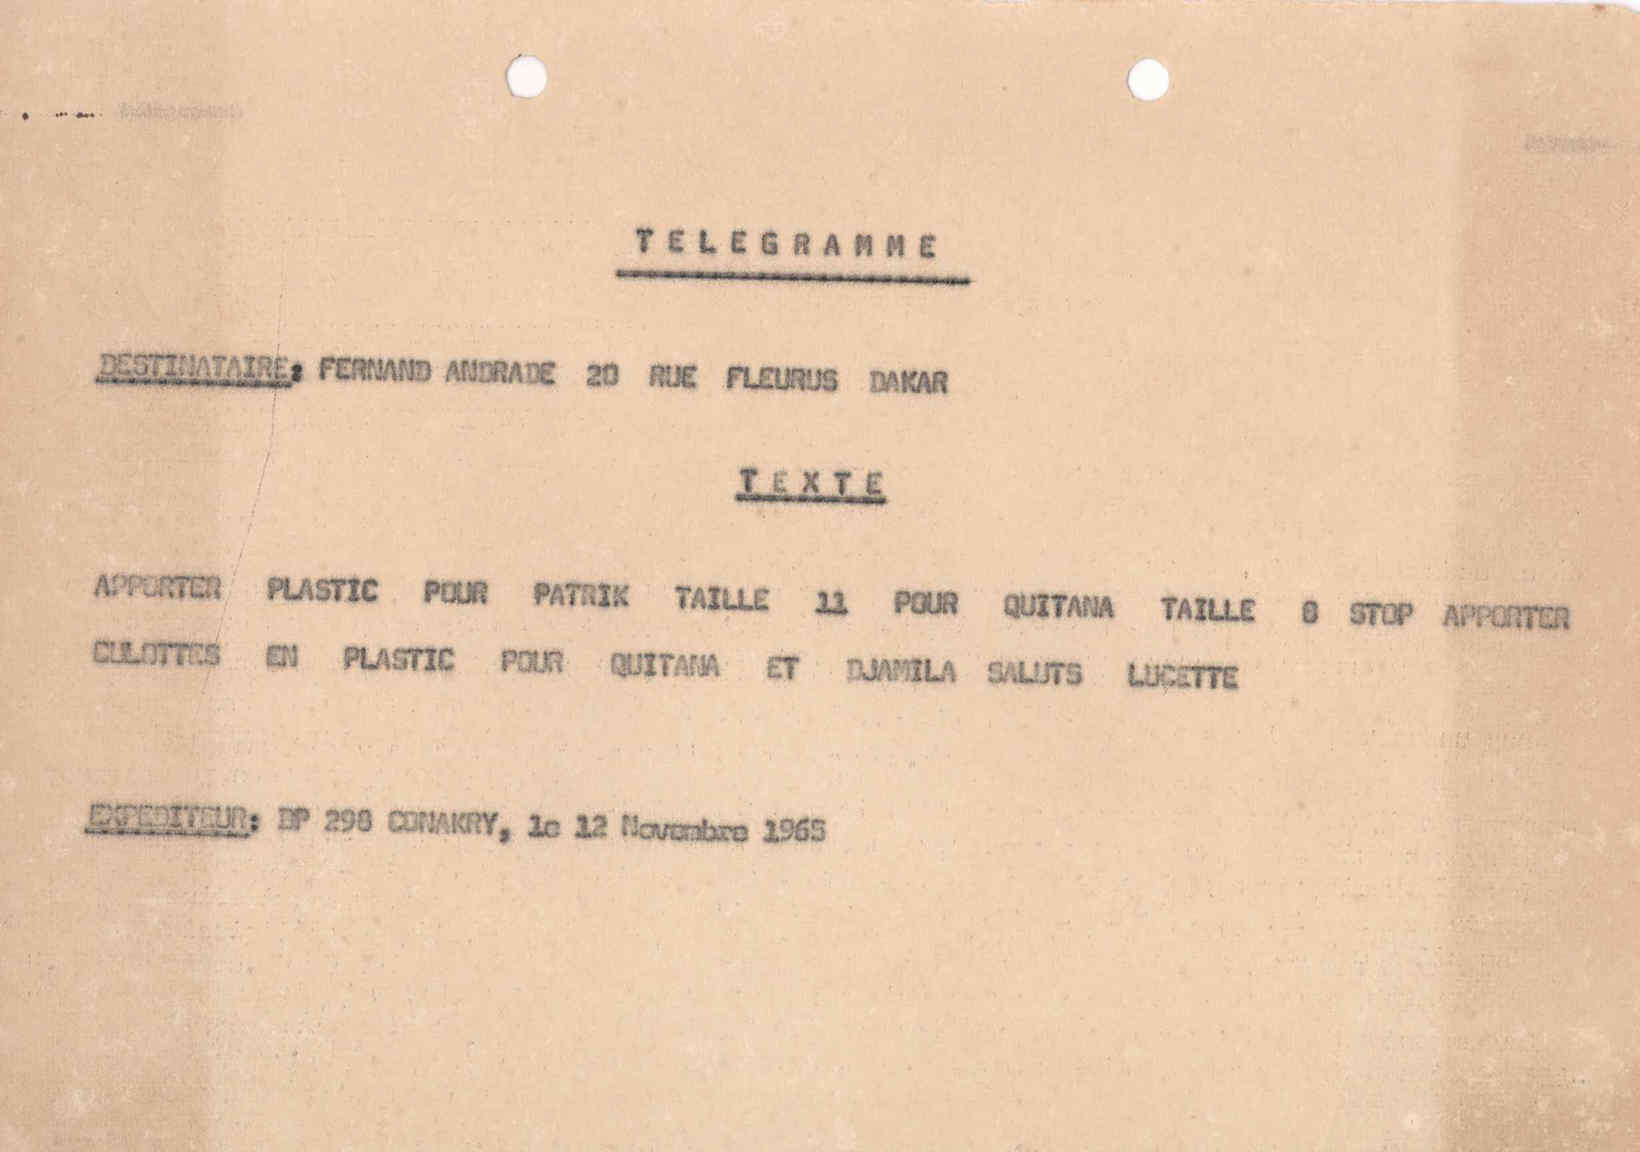 TELEGRAMME
DESTINATAIRE: FERNAND ANDRADE 20 RUE FLEURUS DAKAR
TEXTE
APPORTER PLASTIC POUR PATRIK TAILLE 11 POUR QUITANA TAILLE 8 STOP APPORTER
CULOTTES EN PLASTIC POUR QUITANA ET DJAMILA SALUTS LUCETTE
EXPEDITEUR: BP 298 CONAKRY, le 12 Novembre 1965